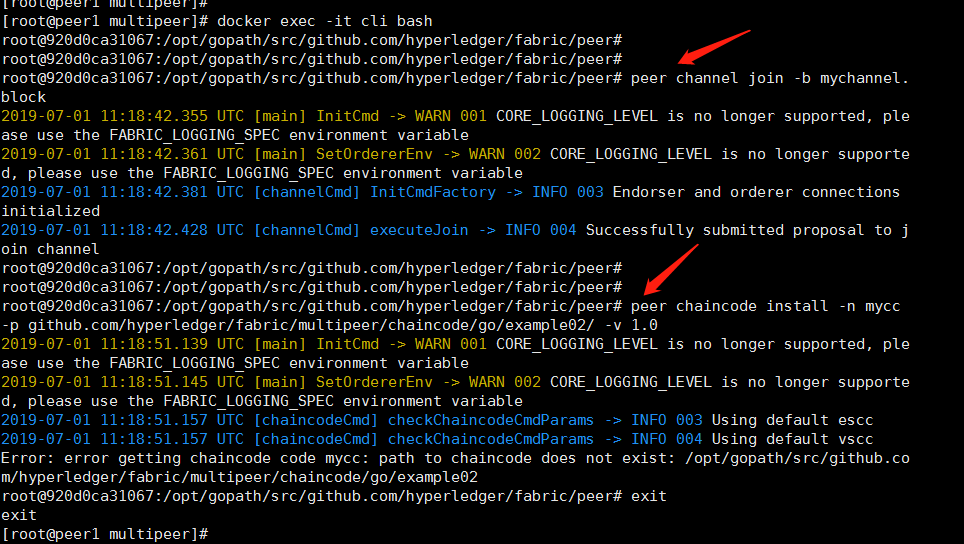 [root@peer1 multipeer]#
[root@peer1 multipeer]# docker exec -it cli bash
root@920d0ca31067:/opt/gopath/src/github.com/hyperledger/fabric/peer#
root@920d0ca31067:/opt/gopath/src/github.com/hyperledger/fabric/peer#
root@920d0ca31067:/opt/gopath/src/github.com/hyperledger/fabric/peer# peer channel join -b mychannel.
block
2019-07-01 11:18:42.355 UTC [main] InitCmd -> WARN 001 CORE_LOGGING_LEVEL is no longer supported, ple
ase use the FABRIC_LOGGING_SPEC environment variable
2019-07-01 11:18:42.361 UTC [main] SetOrdererEnv -> WARN 002 CORE_LOGGING_LEVEL is no longer supporte
d, please use the FABRIC_LOGGING_SPEC environment variable
2019-07-01 11:18:42.381 UTC [channelCmd] InitCmdFactory -> INFO 003 Endorser and orderer connections
initialized
2019-07-01 11:18:42.428 UTC [channelCmd] executeJoin -> INFO 004 Successfully submitted proposal to j
oin channel
root@920d0ca31067:/opt/gopath/src/github.com/hyperledger/fabric/peer#
root@920d0ca31067:/opt/gopath/src/github.com/hyperledger/fabric/peer#
root@920d0ca31067:/opt/gopath/src/github.com/hyperledger/fabric/peer# peer chaincode install -n mycc
-p github.com/hyperledger/fabric/multipeer/chaincode/go/example02/ -v 1.0
2019-07-01 11:18:51.139 UTC [main] InitCmd -> WARN 001 CORE_LOGGING_LEVEL is no longer supported, ple
ase use the FABRIC_LOGGING_SPEC environment variable
2019-07-01 11:18:51.145 UTC [main] SetOrdererEnv -> WARN 002 CORE_LOGGING_LEVEL is no longer supporte
d, please use the FABRIC_LOGGING_SPEC environment variable
2019-07-01 11:18:51.157 UTC [chaincodeCmd] checkChaincodeCmdParams -> INFO 003 Using default escc
2019-07-01 11:18:51.157 UTC [chaincodeCmd] checkChaincodeCmdParams -> INFO 004 Using default vscc
Error: error getting chaincode code mycc: path to chaincode does not exist: /opt/gopath/src/github.co
m/hyperledger/fabric/multipeer/chaincode/go/example02
root@920d0ca31067:/opt/gopath/src/github.com/hyperledger/fabric/peer# exit
exit
[root@peer1 multipeer]#